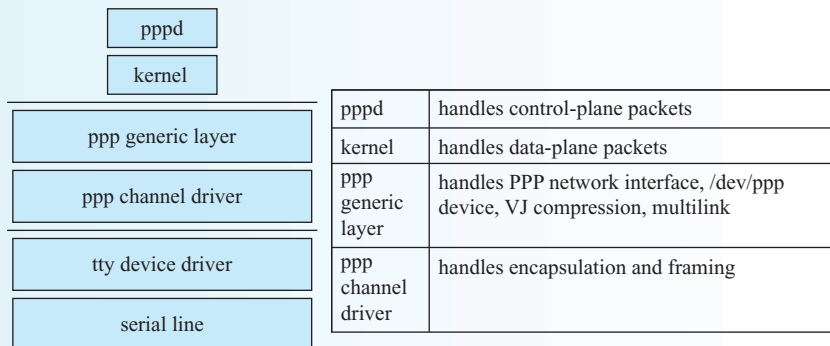 pppd
kernel
ppp generic layer
ppp channel driver
tty device driver
serial line
pppd handles control-plane packets
kernel handles data-plane packets
ppp handles PPP network interface, /dev/ppp
generic device, VJ compression, multilink
layer
ppp handles encapsulation and framing
channel
driver